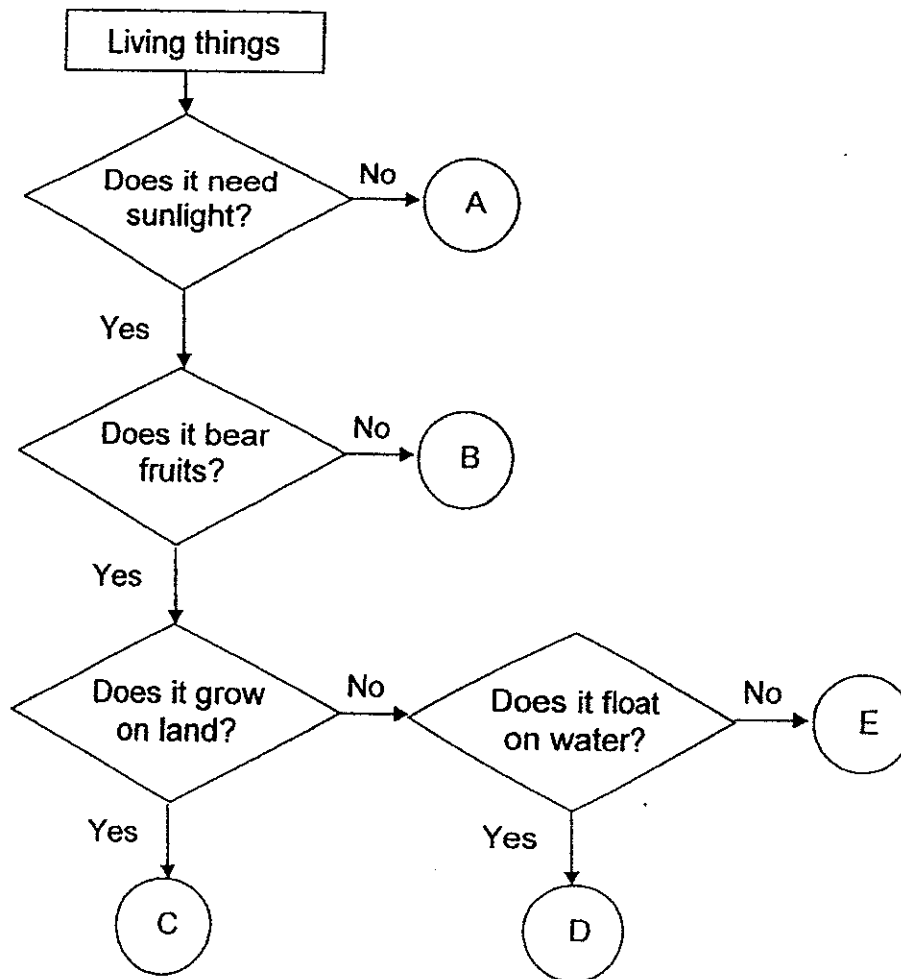 Living things
Does it need
sunlight?
No
A
Yes
Does it bear
fruits?
No
B
Yes
Does it grow
on land?
No
Does it float
on water?
No
E
Yes
Yes
C
D